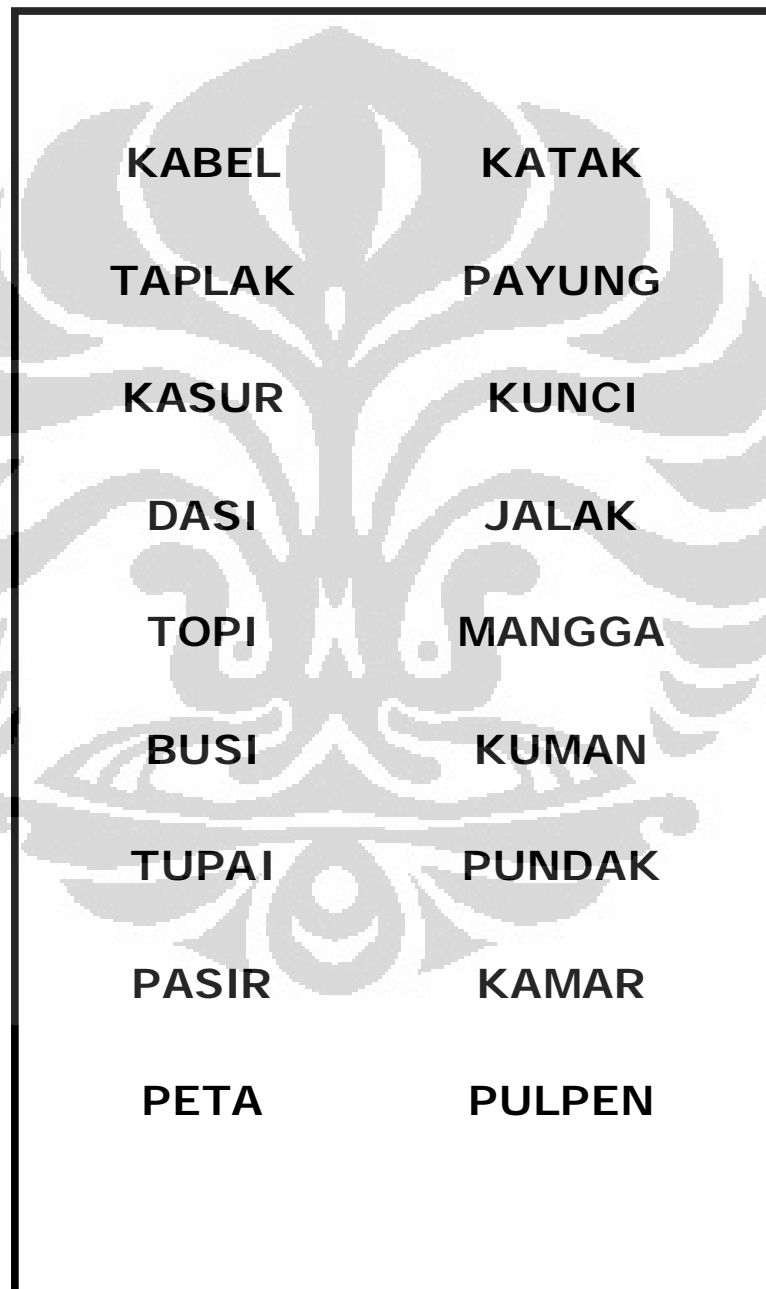 KABEL KATAK
TAPLAK PAYUNG
KASUR KUNCI
DASI JALAK
TOPI MANGGA
BUSI KUMAN
TUPAI PUNDAK
PASIR KAMAR
PETA PULPEN